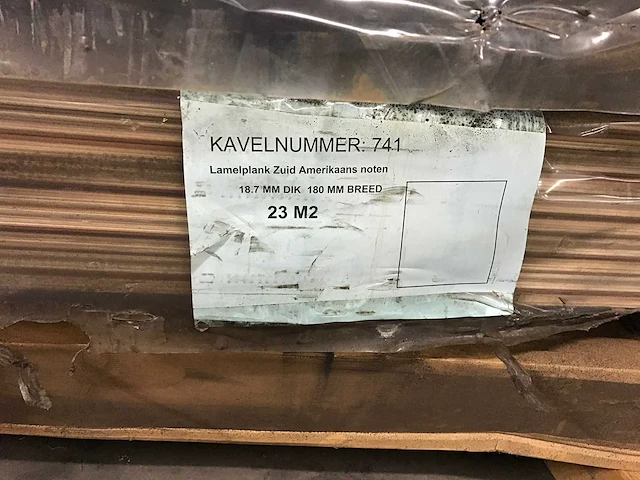 KAVELNUMMER: 741
Lamelplank Zuid Amerikaans noten
18.7 MM DIK 180 MM BREED
23 M2